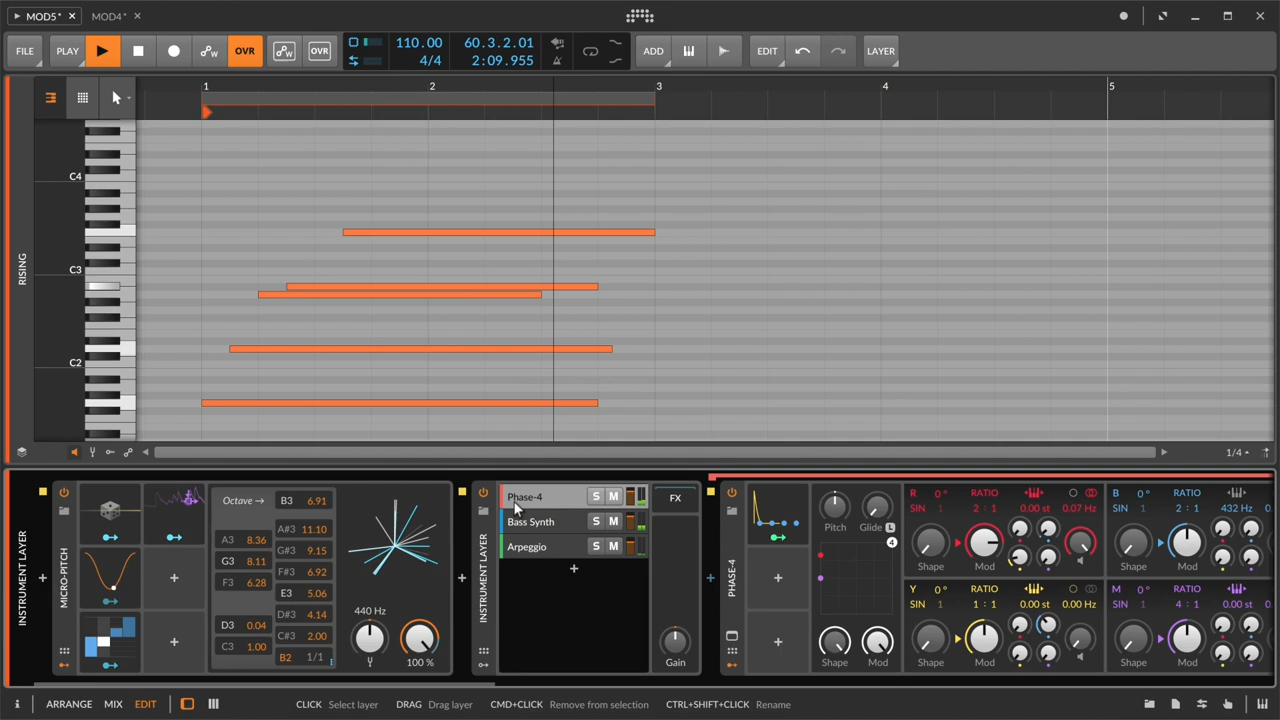 MOD5*
MOD4*
FILE
PLAY
OVR
OVR
110.00
4/4
60.3.2.01
2:09.955
ADD
EDIT
LAYER
1
2
3
4
5
C4
C3
C2
RISING
1/4
INSTRUMENT LAYER
MICRO-PITCH
Octave →
B3 6.91
A#3 11.10
A3 8.36
G#3 9.15
G3 8.11
F#3 6.92
F3 6.28
E3 5.06
D#3 4.14
D3 0.04
C#3 2.00
C3 1.00
B2 1/1
440 Hz
100 %
INSTRUMENT LAYER
Phase-4 S M
Bass Synth S M
Arpeggio S M
FX
Gain
PHASE-4
Pitch
Glide L
4
Shape
Mod
R 0° RATIO
SIN 1 2 : 1 0.00 st 0.07 Hz
Shape
Mod
B 0° RATIO
SIN 1 2 : 1 432 Hz
Shape
Mod
Y 0° RATIO
SIN 1 1 : 1 0.00 st 0.00 Hz
Shape
Mod
M 0° RATIO
SIN 1 4 : 1 0.00 st
Shape
Mod
i
ARRANGE
MIX
EDIT
CLICK Select layer
DRAG Drag layer
CMD+CLICK Remove from selection
CTRL+SHIFT+CLICK Rename